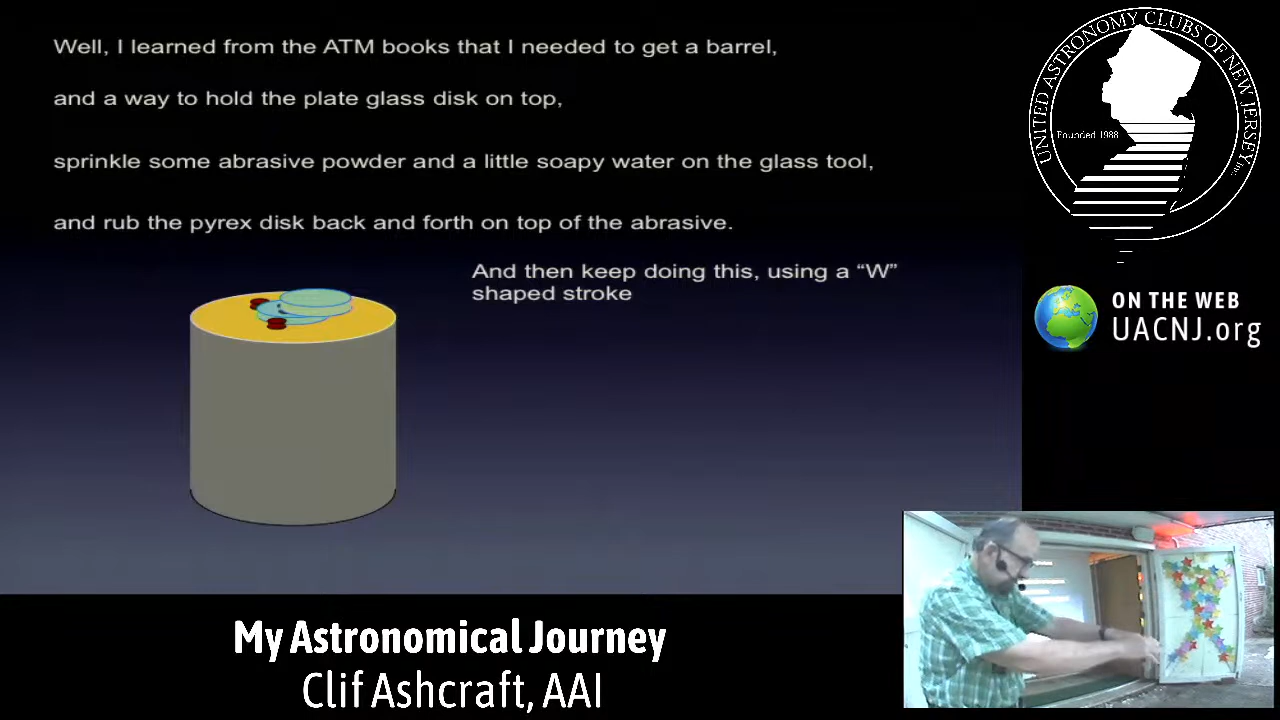 Well, I learned from the ATM books that I needed to get a barrel,
and a way to hold the plate glass disk on top,
sprinkle some abrasive powder and a little soapy water on the glass tool,
and rub the pyrex disk back and forth on top of the abrasive.
And then keep doing this, using a “W”
shaped stroke
UNITED ASTRONOMY CLUBS OF NEW JERSEY, Inc.
Founded 1988
ON THE WEB
UACNJ.org
My Astronomical Journey
Clif Ashcraft, AAI